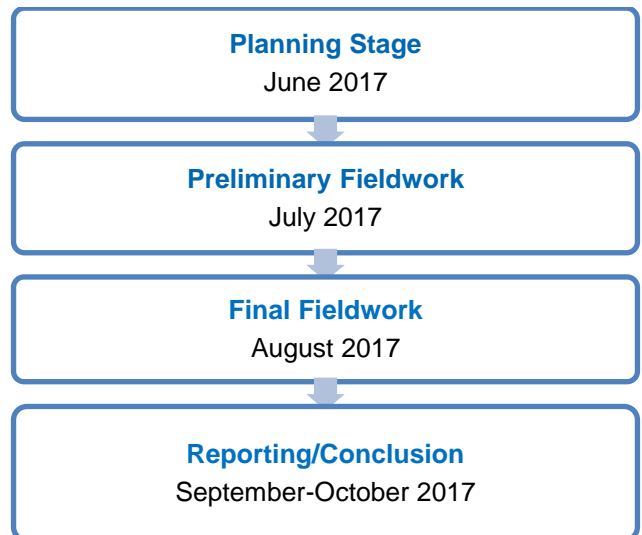 Planning Stage
June 2017
Preliminary Fieldwork
July 2017
Final Fieldwork
August 2017
Reporting/Conclusion
September-October 2017